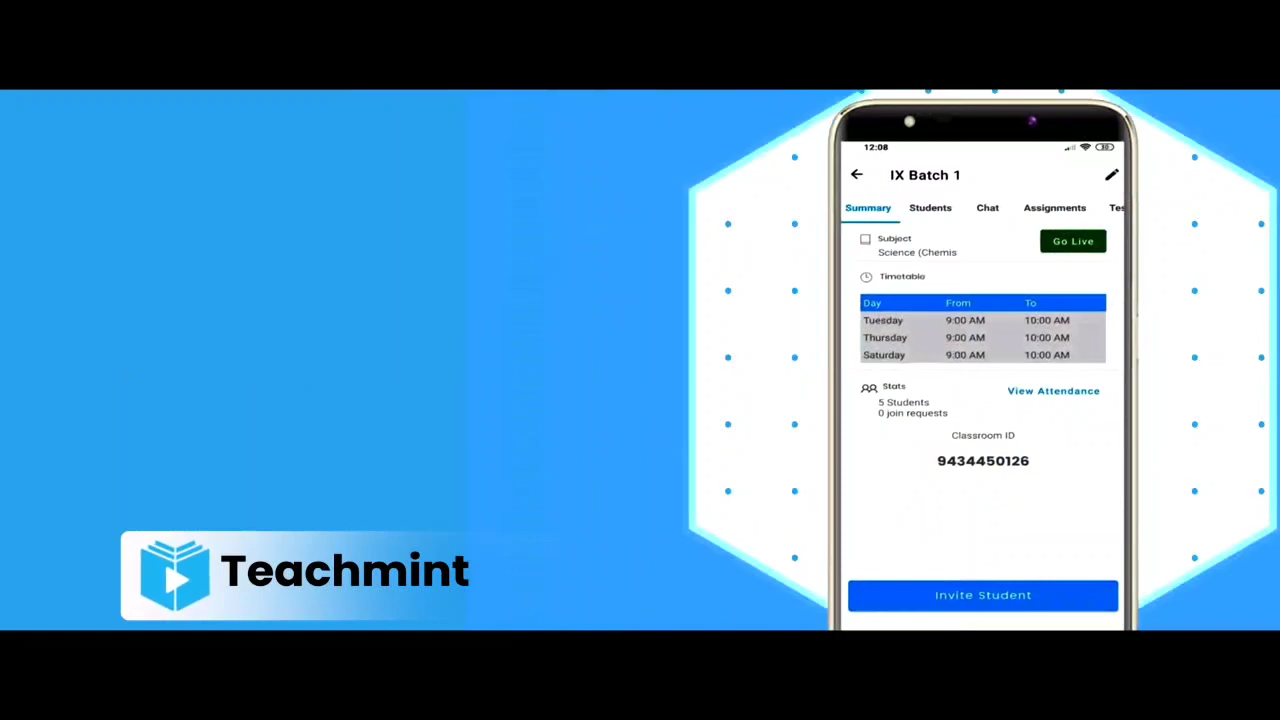 12:08
IX Batch 1
Summary Students Chat Assignments Tes
Subject
Science (Chemis
Go Live
Timetable
Day From To
Tuesday 9:00 AM 10:00 AM
Thursday 9:00 AM 10:00 AM
Saturday 9:00 AM 10:00 AM
Stats
5 Students
0 join requests
View Attendance
Classroom ID
9434450126
Invite Student
Teachmint